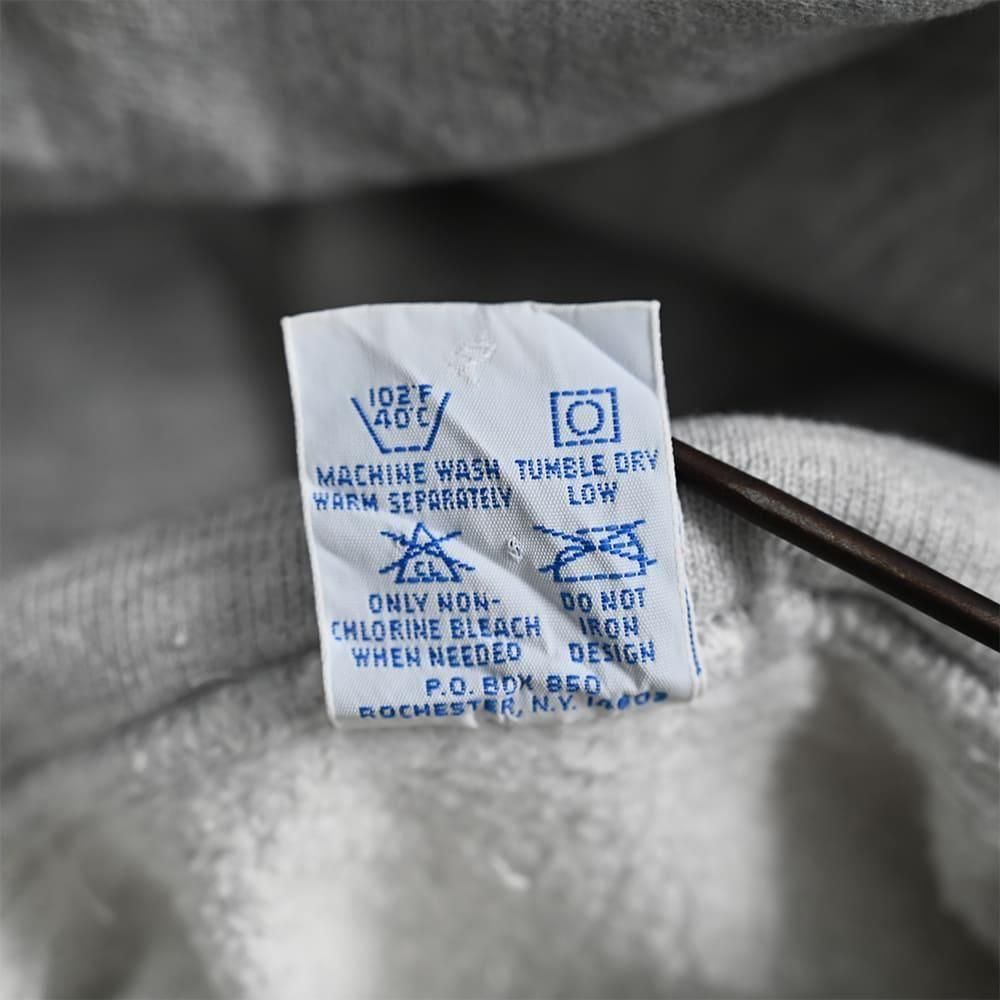 102°F
40°C
MACHINE WASH
WARM SEPARATELY
TUMBLE DRY
LOW
CL
ONLY NON-
CHLORINE BLEACH
WHEN NEEDED
DO NOT
IRON
DESIGN
P.O. BOX 850
ROCHESTER, N.Y.